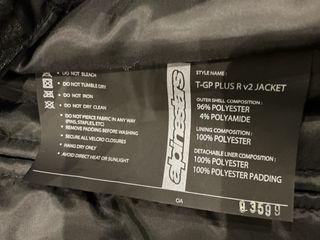 DO NOT BLEACH
DO NOT TUMBLE DRY
DO NOT IRON
DO NOT DRY CLEAN
DO NOT PIERCE FABRIC IN ANY WAY
(PINS, STAPLES, ETC)
REMOVE PADDING BEFORE WASHING
SECURE ALL VELCRO CLOSURES
HANG DRY ONLY
AVOID DIRECT HEAT OR SUNLIGHT
alpinestars
STYLE NAME :
T-GP PLUS R v2 JACKET
OUTER SHELL COMPOSITION :
96% POLYESTER
4% POLYAMIDE
LINING COMPOSITION :
100% POLYESTER
DETACHABLE LINER COMPOSITION :
100% POLYESTER
100% POLYESTER PADDING
OA